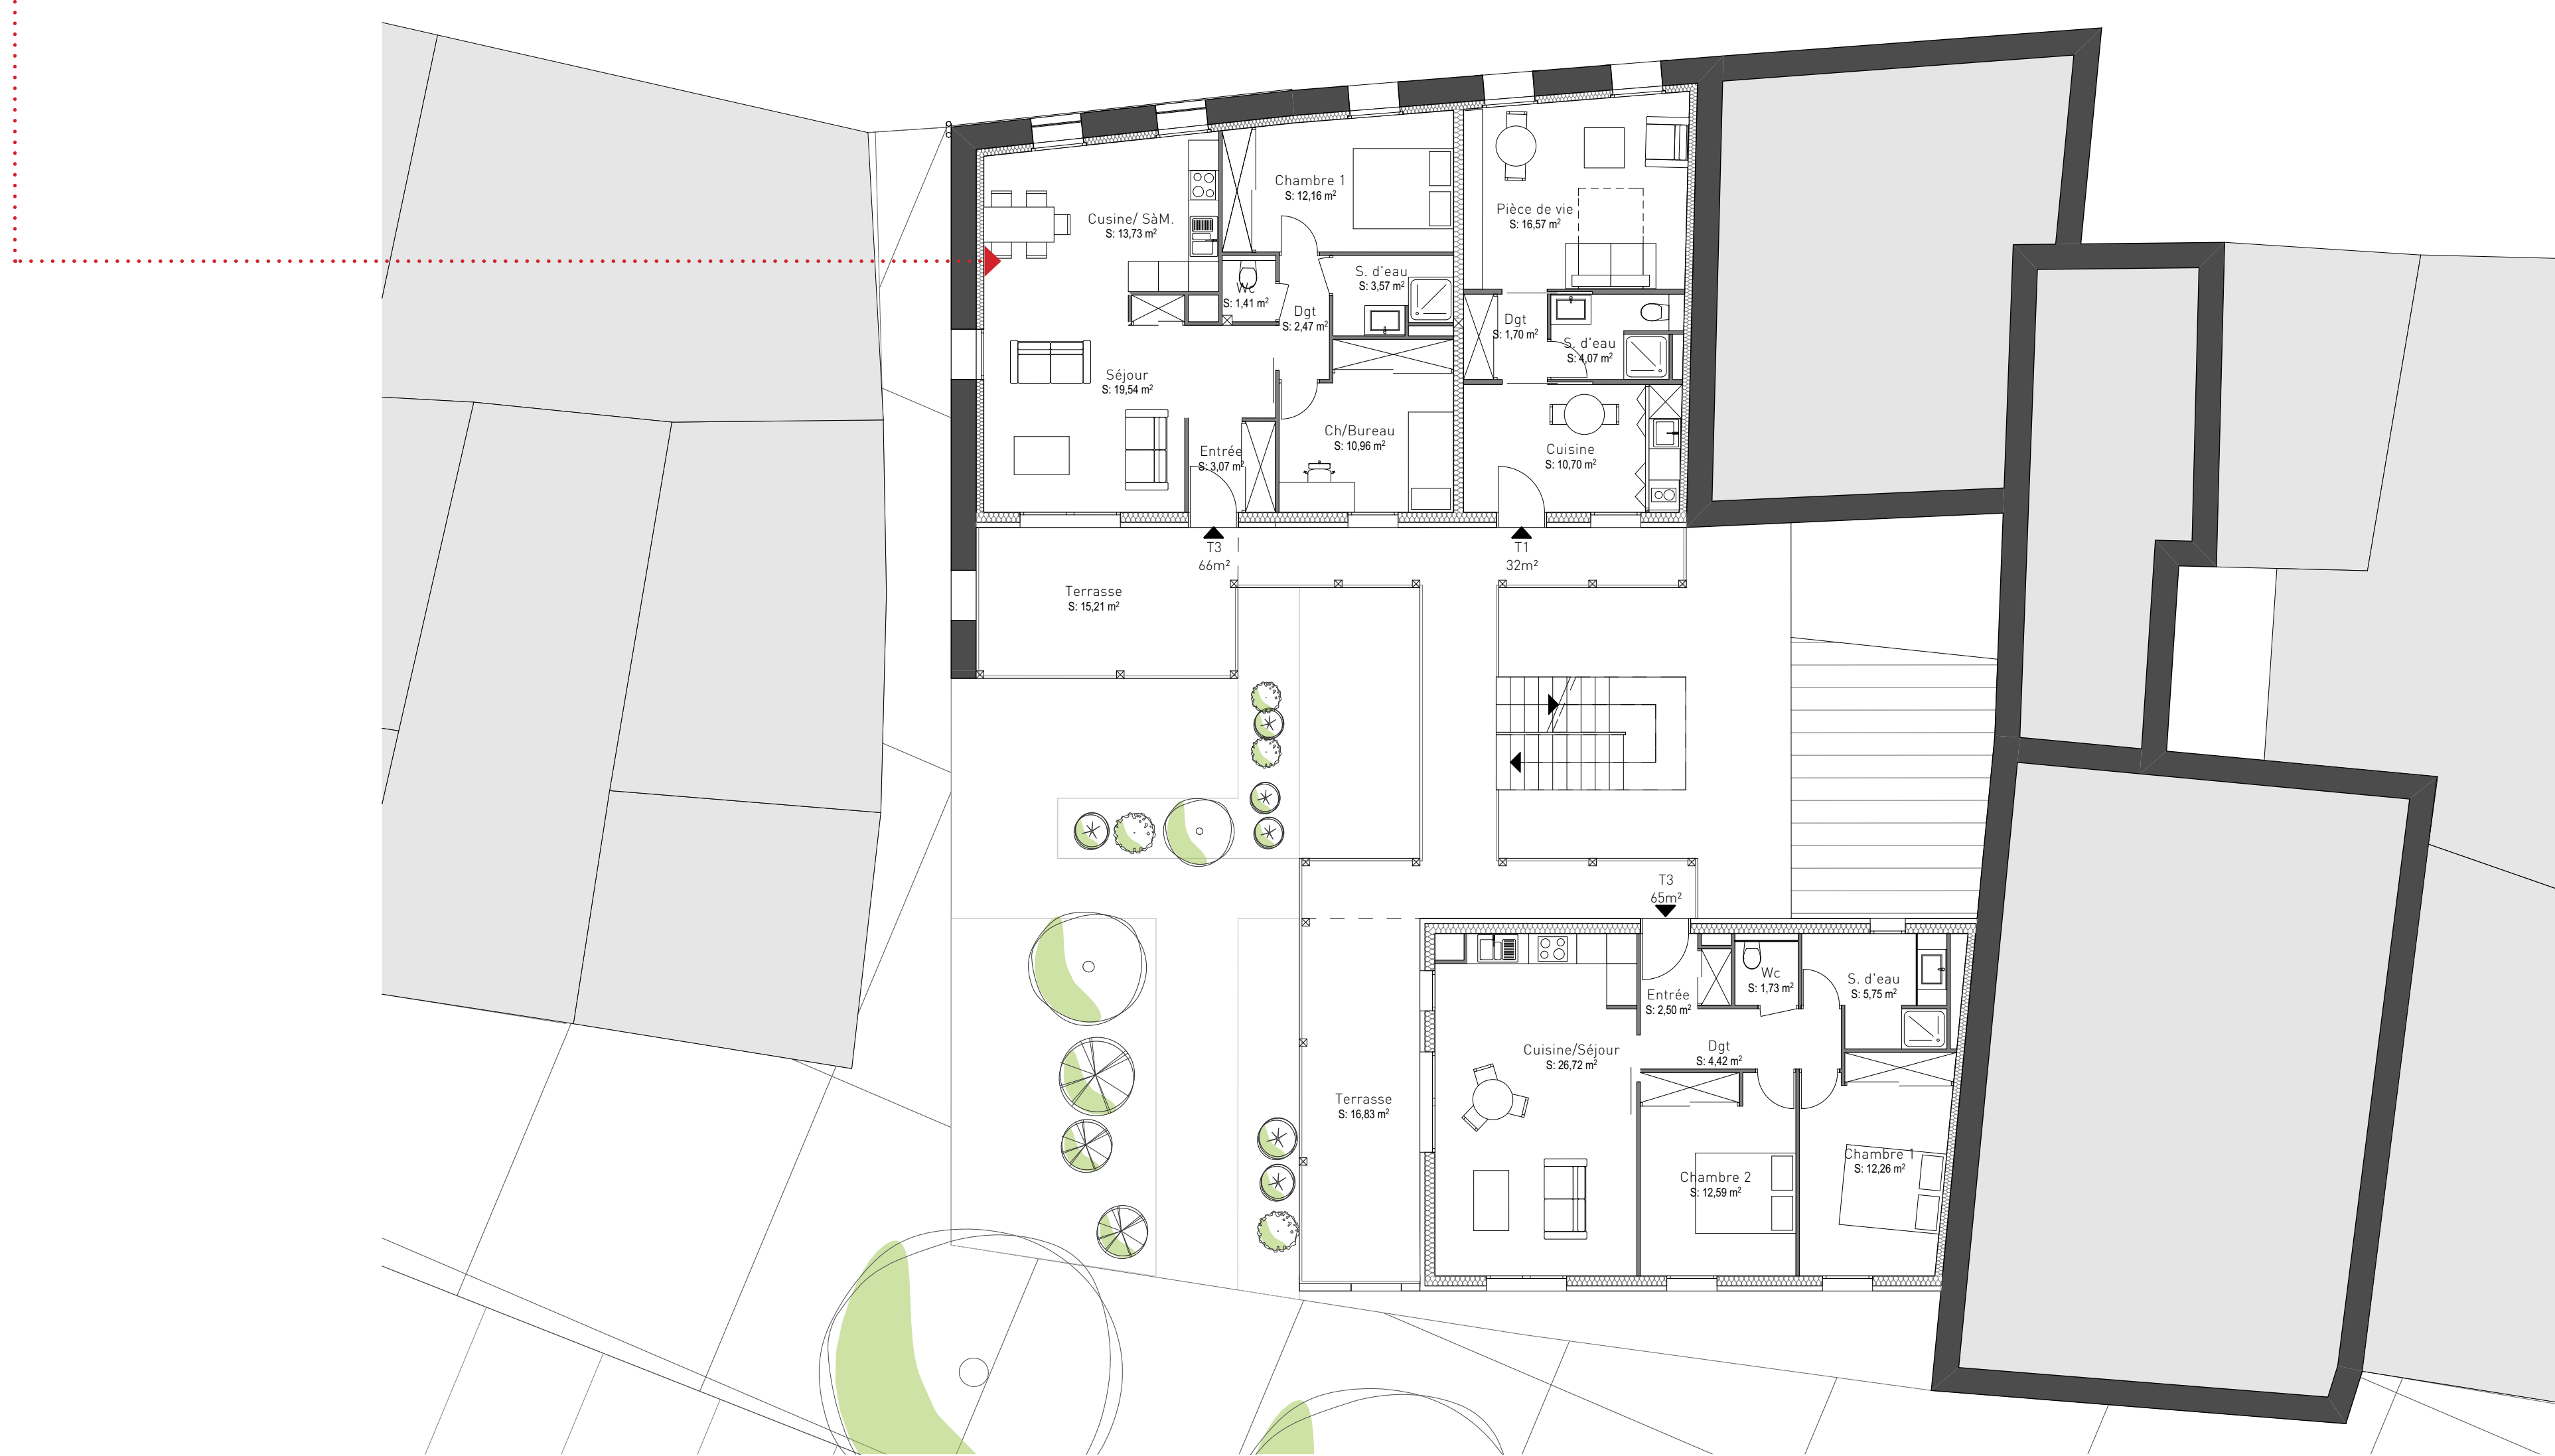 Cusine/ SàM.
S: 13,73 m²
Chambre 1
S: 12,16 m²
Pièce de vie
S: 16,57 m²
Wc
S: 1,41 m²
Dgt
S: 2,47 m²
S. d'eau
S: 3,57 m²
Dgt
S: 1,70 m²
S. d'eau
S: 4,07 m²
Séjour
S: 19,54 m²
Entrée
S: 3,07 m²
Ch/Bureau
S: 10,96 m²
Cuisine
S: 10,70 m²
T3
66m²
T1
32m²
Terrasse
S: 15,21 m²
T3
65m²
Entrée
S: 2,50 m²
Wc
S: 1,73 m²
S. d'eau
S: 5,75 m²
Cuisine/Séjour
S: 26,72 m²
Dgt
S: 4,42 m²
Terrasse
S: 16,83 m²
Chambre 2
S: 12,59 m²
Chambre 1
S: 12,26 m²